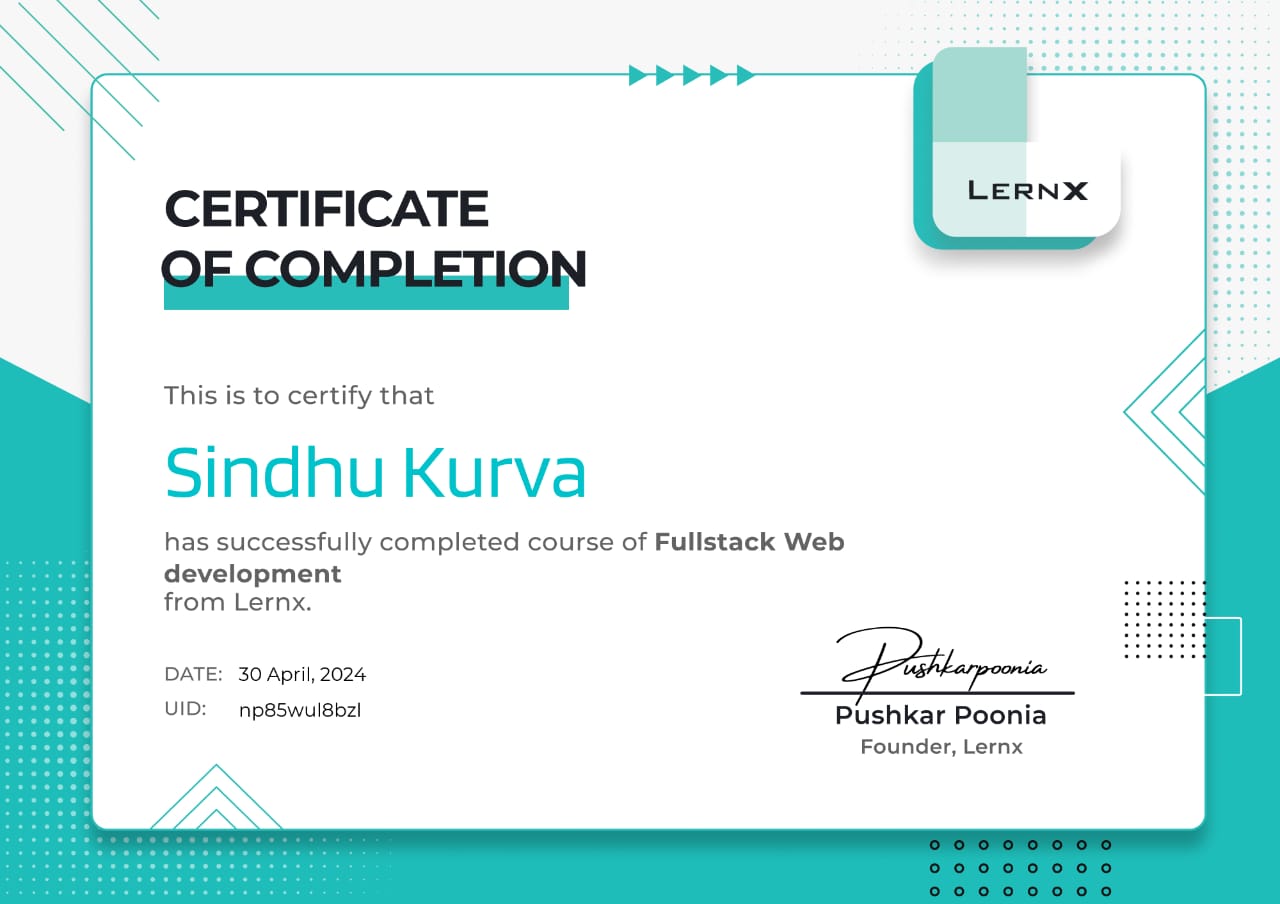 LERNX
CERTIFICATE
OF COMPLETION
This is to certify that
Sindhu Kurva
has successfully completed course of Fullstack Web
development
from Lernx.
DATE: 30 April, 2024
UID: np85wul8bzl
Pushkarpoonia
Pushkar Poonia
Founder, Lernx